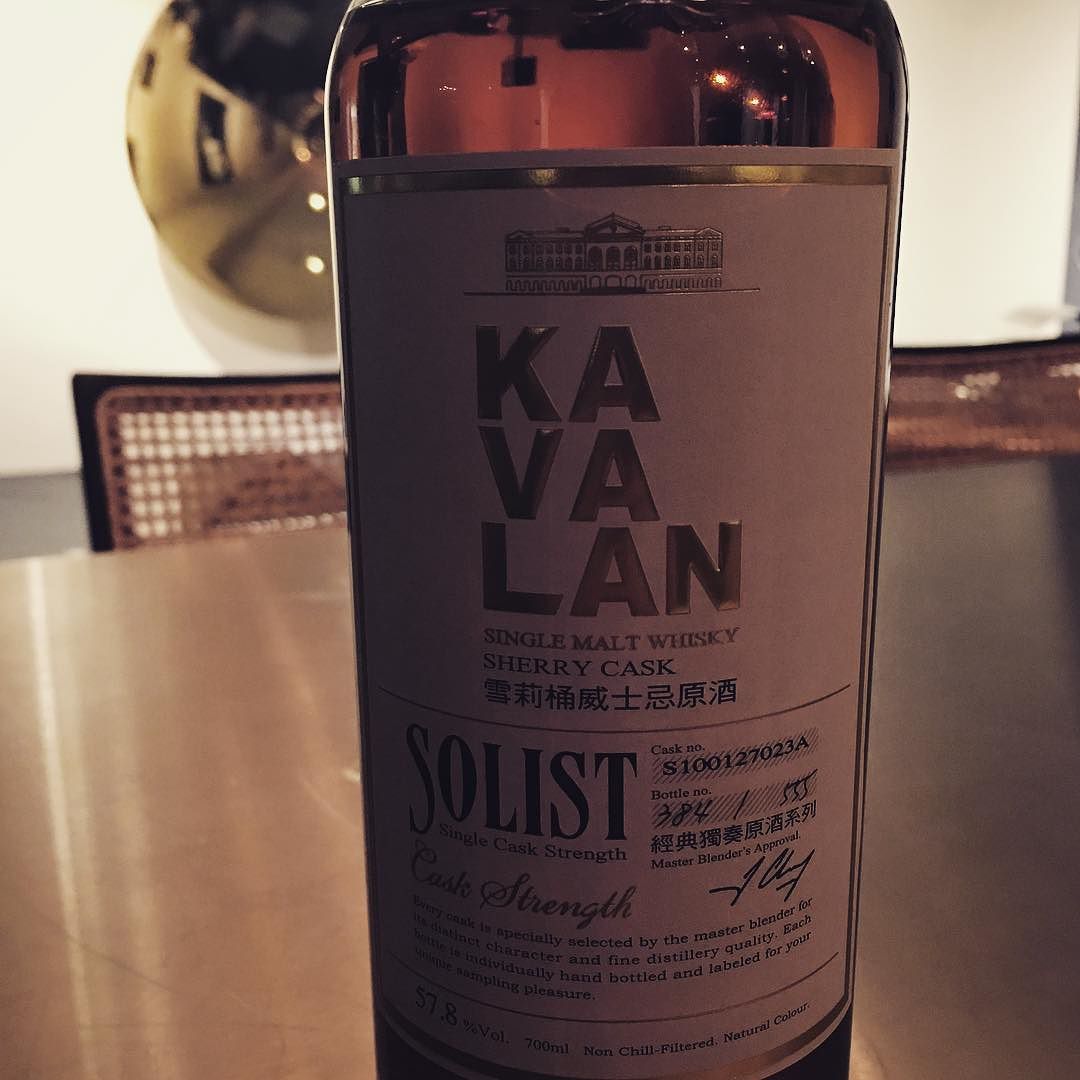 KA
VA
LAN
SINGLE MALT WHISKY
SHERRY CASK
雪莉桶威士忌原酒
SOLIST
Single Cask Strength
Cask Strength
Cask no.
S100127023A
Bottle no.
384 / 555
經典獨奏原酒系列
Master Blender's Approval.
Every cask is specially selected by the master blender for
its distinct character and fine distillery quality. Each
bottle is individually hand bottled and labeled for your
unique sampling pleasure.
57.8 %Vol. 700ml Non Chill-Filtered. Natural Colour.